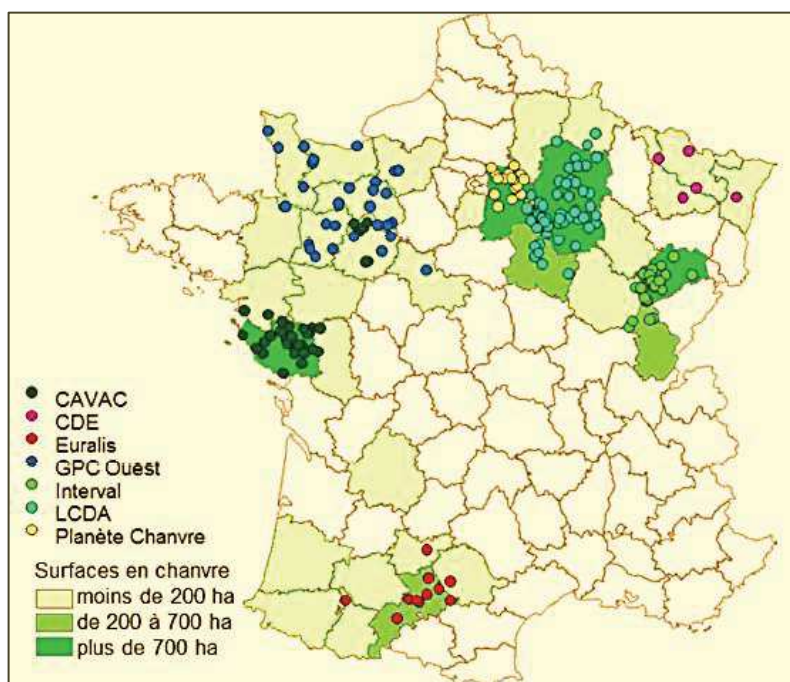 CAVAC
CDE
Euralis
GPC Ouest
Interval
LCDA
Planète Chanvre
Surfaces en chanvre
moins de 200 ha
de 200 à 700 ha
plus de 700 ha